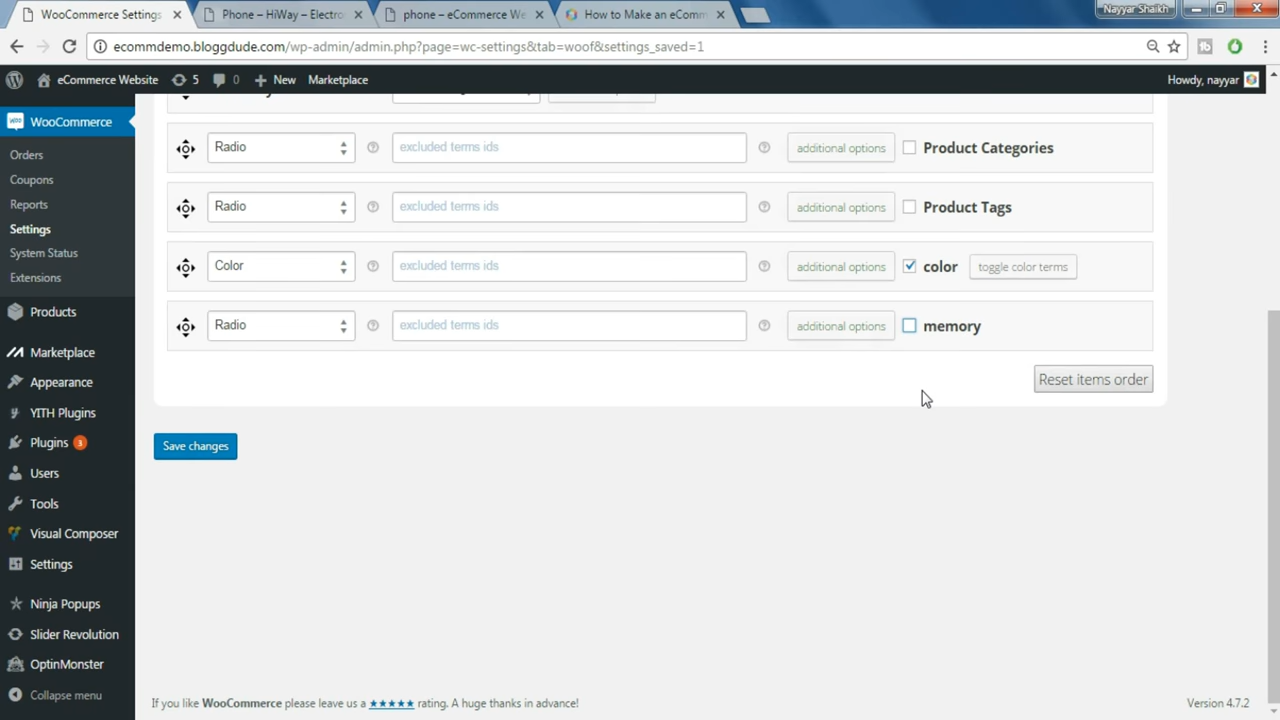 WooCommerce Settings
Phone – HiWay – Electro
phone – eCommerce We
How to Make an eComm
Nayyar Shaikh
ecommdemo.bloggdude.com/wp-admin/admin.php?page=wc-settings&tab=woof&settings_saved=1
eCommerce Website 5 0 New Marketplace Howdy, nayyar
WooCommerce
Orders
Coupons
Reports
Settings
System Status
Extensions
Products
Marketplace
Appearance
YITH Plugins
Plugins 3
Users
Tools
Visual Composer
Settings
Ninja Popups
Slider Revolution
OptinMonster
Collapse menu
Radio ? excluded terms ids ? additional options Product Categories
Radio ? excluded terms ids ? additional options Product Tags
Color ? excluded terms ids ? additional options color toggle color terms
Radio ? excluded terms ids ? additional options memory
Reset items order
Save changes
If you like WooCommerce please leave us a ★★★★★ rating. A huge thanks in advance! Version 4.7.2